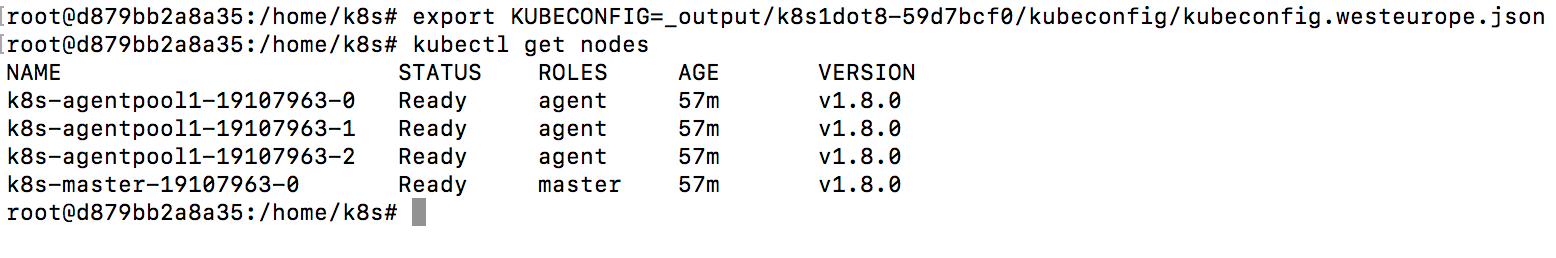 [root@d879bb2a8a35:/home/k8s# export KUBECONFIG=_output/k8s1dot8-59d7bcf0/kubeconfig/kubeconfig.westeurope.json
[root@d879bb2a8a35:/home/k8s# kubectl get nodes
NAME STATUS ROLES AGE VERSION
k8s-agentpool1-19107963-0 Ready agent 57m v1.8.0
k8s-agentpool1-19107963-1 Ready agent 57m v1.8.0
k8s-agentpool1-19107963-2 Ready agent 57m v1.8.0
k8s-master-19107963-0 Ready master 57m v1.8.0
root@d879bb2a8a35:/home/k8s#